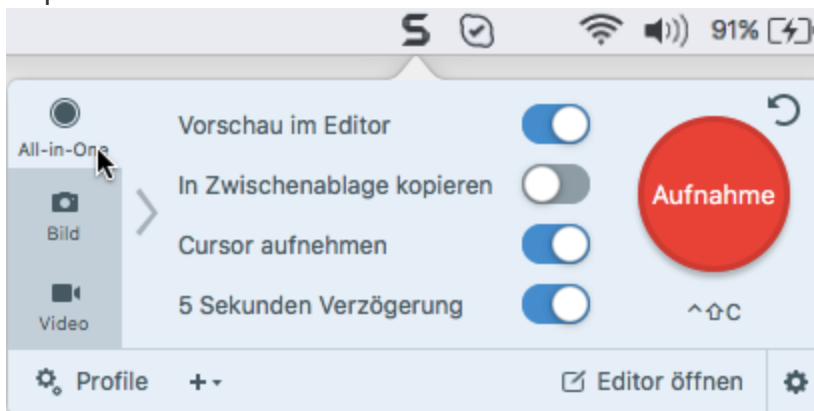 91%
All-in-One
Bild
Video
Vorschau im Editor
In Zwischenablage kopieren
Cursor aufnehmen
5 Sekunden Verzögerung
Aufnahme
^⇧C
Profile
+
Editor öffnen